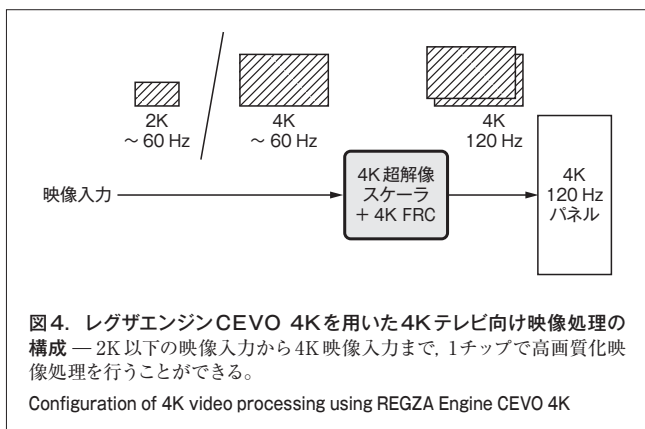 2K
～60 Hz
4K
～60 Hz
4K
120 Hz
映像入力
4K超解像
スケーラ
+ 4K FRC
4K
120 Hz
パネル
図4．レグザエンジンCEVO 4Kを用いた4Kテレビ向け映像処理の
構成 — 2K以下の映像入力から4K映像入力まで，1チップで高画質化映
像処理を行うことができる。
Configuration of 4K video processing using REGZA Engine CEVO 4K